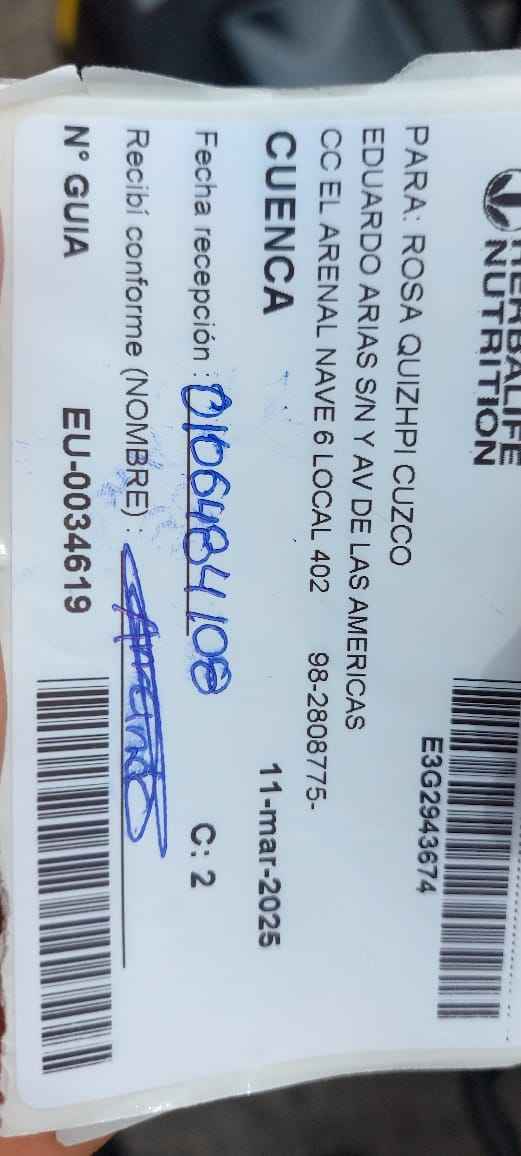 HERBALIFE
NUTRITION
E3G2943674
PARA: ROSA QUIZHPI CUZCO
EDUARDO ARIAS S/N Y AV DE LAS AMERICAS
CC EL ARENAL NAVE 6 LOCAL 402 98-2808775-
CUENCA 11-mar-2025
Fecha recepción : 0106484108 C: 2
Recibí conforme (NOMBRE) :
N° GUIA EU-0034619